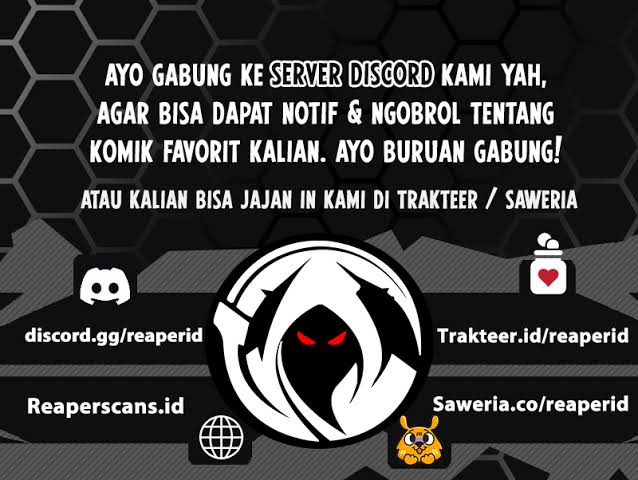 AYO GABUNG KE SERVER DISCORD KAMI YAH,
AGAR BISA DAPAT NOTIF & NGOBROL TENTANG
KOMIK FAVORIT KALIAN. AYO BURUAN GABUNG!
ATAU KALIAN BISA JAJAN IN KAMI DI TRAKTEER / SAWERIA
discord.gg/reaperid
Trakteer.id/reaperid
Reaperscans.id
Saweria.co/reaperid